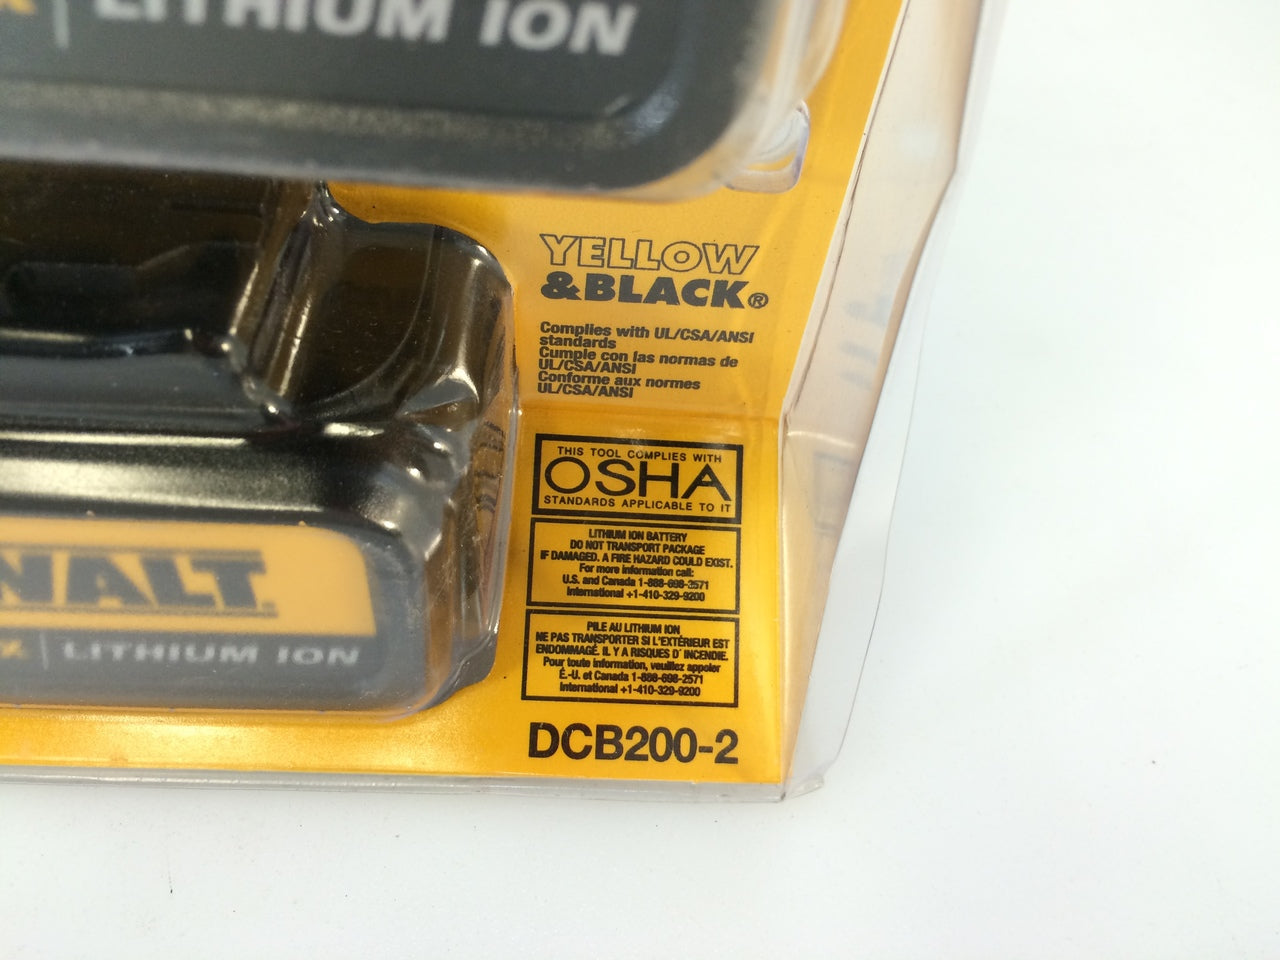 LITHIUM ION
YELLOW
&BLACK®
Complies with UL/CSA/ANSI
standards
Cumple con las normas de
UL/CSA/ANSI
Conforme aux normes
UL/CSA/ANSI
THIS TOOL COMPLIES WITH
OSHA
STANDARDS APPLICABLE TO IT
LITHIUM ION BATTERY
DO NOT TRANSPORT PACKAGE
IF DAMAGED. A FIRE HAZARD COULD EXIST.
For more information call:
U.S. and Canada 1-888-698-3571
International +1-410-329-9200
PILE AU LITHIUM ION
NE PAS TRANSPORTER SI L'EXTÉRIEUR EST
ENDOMMAGÉ. IL Y A RISQUES D' INCENDIE.
Pour toute information, veuillez appeler
É.-U. et Canada 1-888-698-2571
International +1-410-329-9200
DCB200-2
WALT
LITHIUM ION